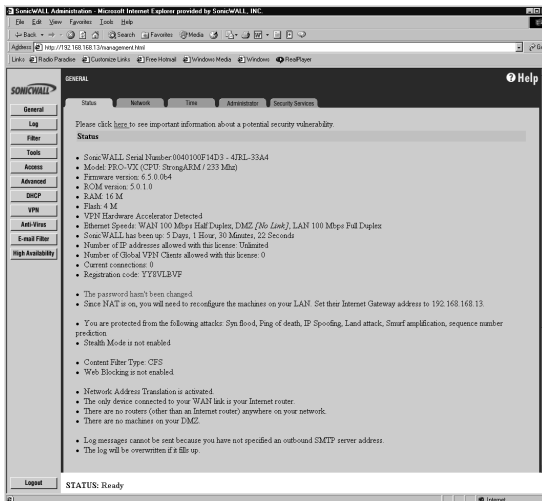 SonicWALL Administration - Microsoft Internet Explorer provided by SonicWALL, INC.
File Edit View Favorites Tools Help
Back Search Favorites Media
Address http://192.168.168.13/management.html
Links Radio Paradise Customize Links Free Hotmail Windows Media Windows RealPlayer
SONICWALL
GENERAL
Help
Status Network Time Administrator Security Services
General
Log
Filter
Tools
Access
Advanced
DHCP
VPN
Anti-Virus
E-mail Filter
High Availability
Logout
Please click here to see important information about a potential security vulnerability.
Status
• SonicWALL Serial Number:0040100F14D3 - 4JRL-33A4
• Model: PRO-VX (CPU: StrongARM / 233 Mhz)
• Firmware version: 6.5.0.0b4
• ROM version: 5.0.1.0
• RAM: 16 M
• Flash: 4 M
• VPN Hardware Accelerator Detected
• Ethernet Speeds: WAN 100 Mbps Half Duplex, DMZ [No Link], LAN 100 Mbps Full Duplex
• SonicWALL has been up: 5 Days, 1 Hour, 30 Minutes, 22 Seconds
• Number of IP addresses allowed with this license: Unlimited
• Number of Global VPN Clients allowed with this license: 0
• Current connections: 0
• Registration code: YY8VLBVF
• The password hasn't been changed.
• Since NAT is on, you will need to reconfigure the machines on your LAN. Set their Internet Gateway address to 192.168.168.13.
• You are protected from the following attacks: Syn flood, Ping of death, IP Spoofing, Land attack, Smurf amplification, sequence number
prediction
• Stealth Mode is not enabled
• Content Filter Type: CFS
• Web Blocking is not enabled.
• Network Address Translation is activated.
• The only device connected to your WAN link is your Internet router.
• There are no routers (other than an Internet router) anywhere on your network.
• There are no machines on your DMZ.
• Log messages cannot be sent because you have not specified an outbound SMTP server address.
• The log will be overwritten if it fills up.
STATUS: Ready
Internet